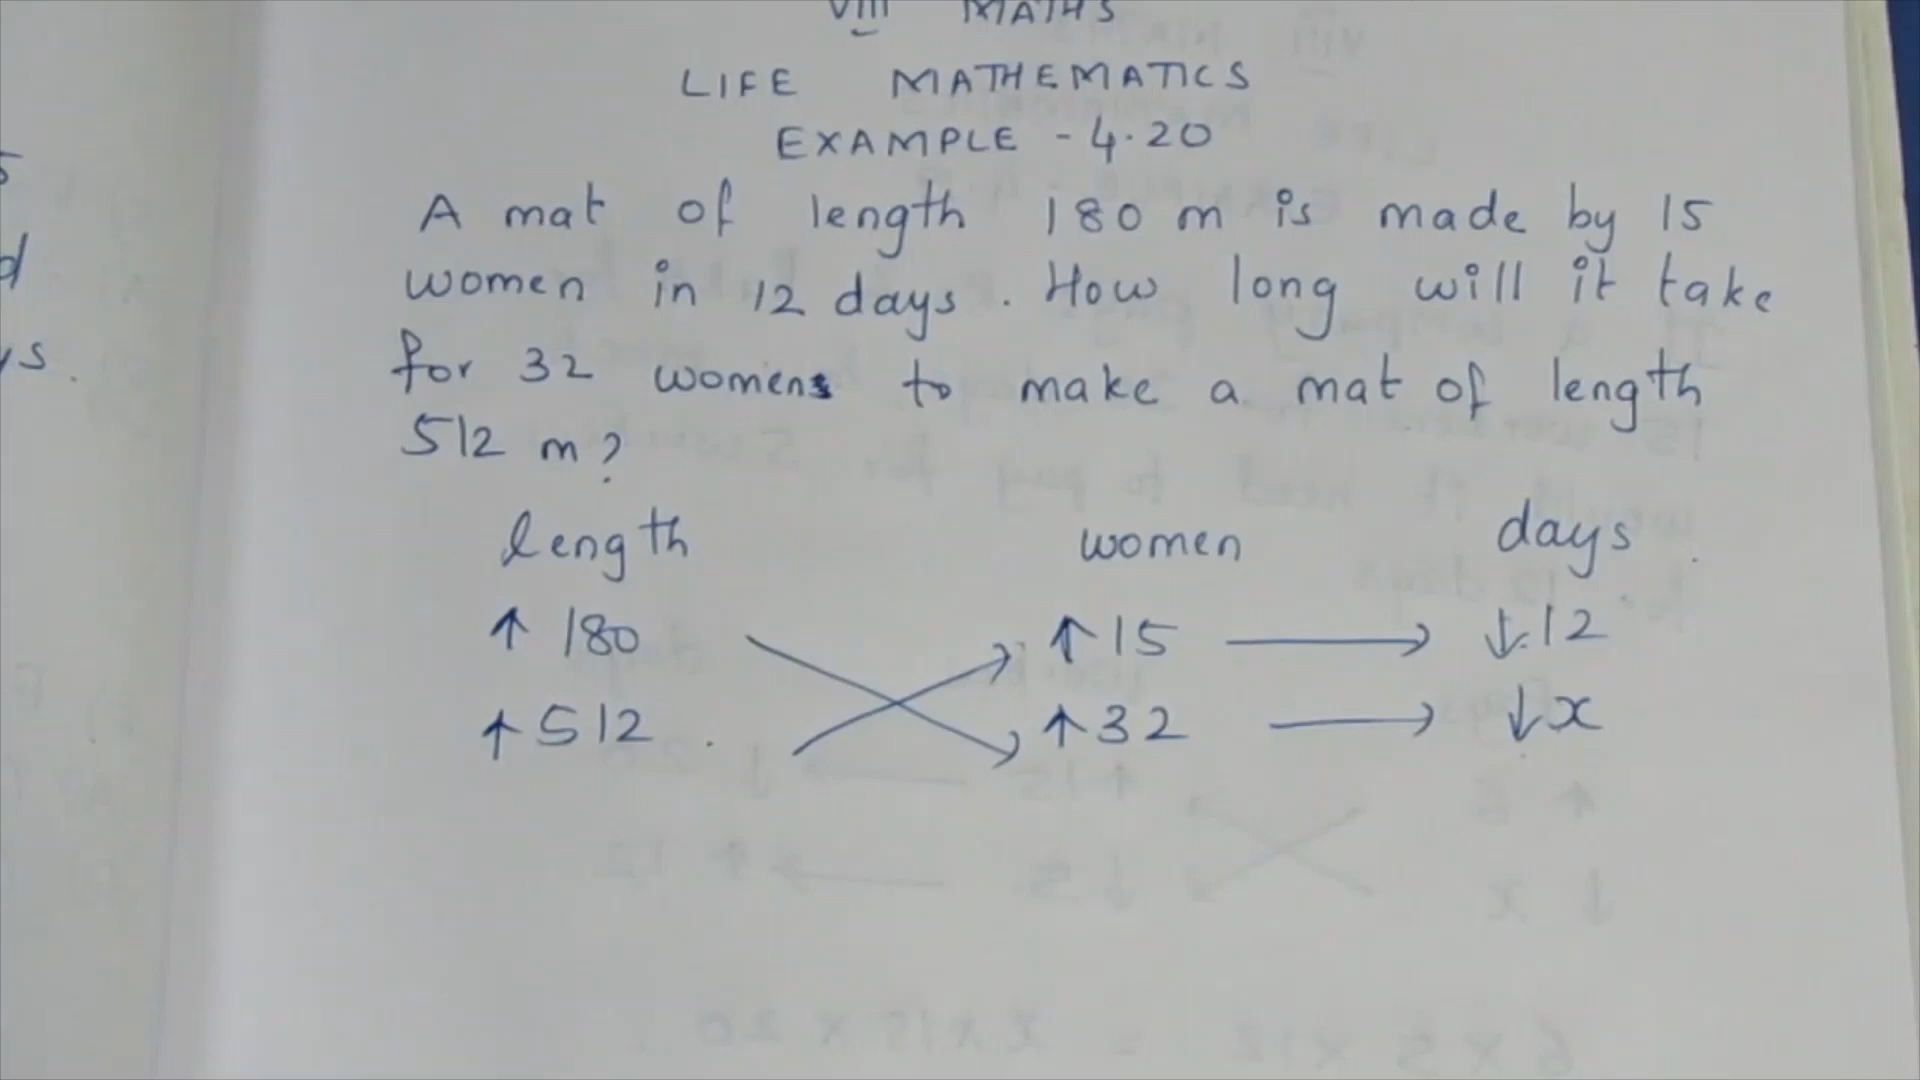 VIII MATHS
LIFE MATHEMATICS
EXAMPLE - 4.20
A mat of length 180 m is made by 15
women in 12 days. How long will it take
for 32 womens to make a mat of length
512 m?
length women days
↑ 180 ↑ 15 → ↓ 12
↑ 512 ↑ 32 → ↓ x